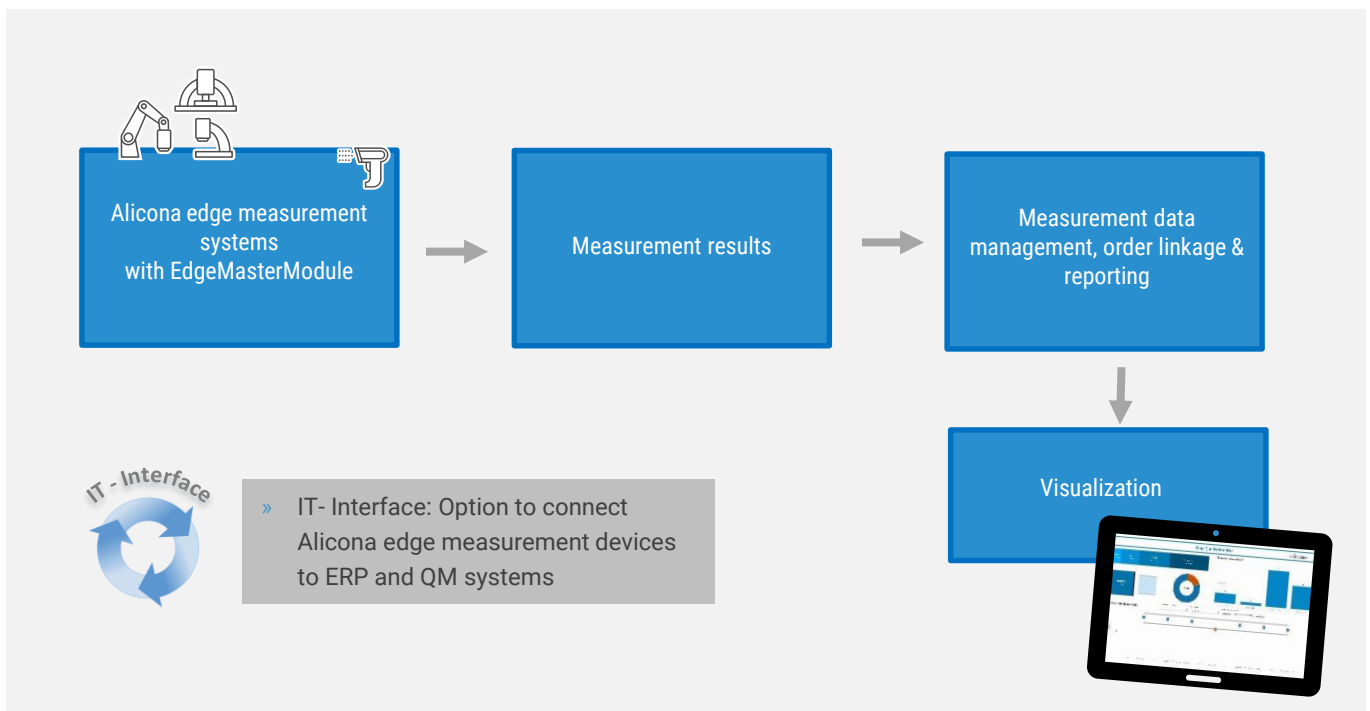 Alicona edge measurement
systems
with EdgeMasterModule
Measurement results
Measurement data
management, order linkage &
reporting
Visualization
IT - Interface
» IT- Interface: Option to connect
Alicona edge measurement devices
to ERP and QM systems